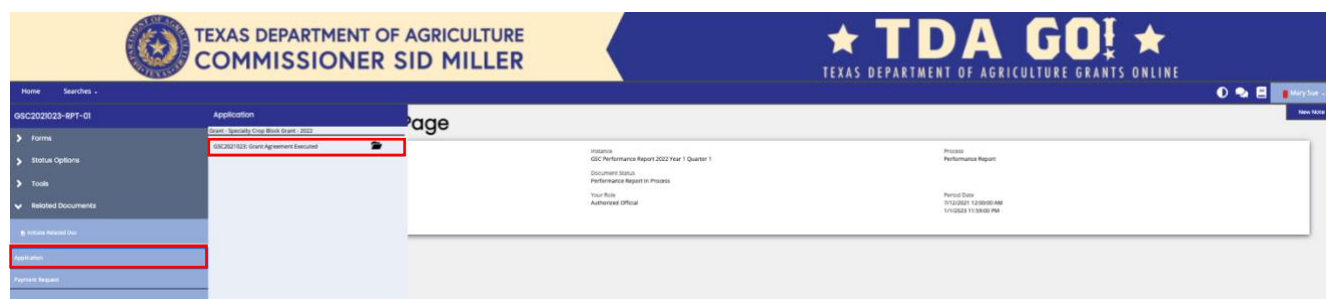 TEXAS DEPARTMENT OF AGRICULTURE
COMMISSIONER SID MILLER
TDA GO!
TEXAS DEPARTMENT OF AGRICULTURE GRANTS ONLINE
Home Searches
Mary Sue
GSC2021023-RPT-01
Application
Page
New Note
Grant - Specialty Crop Block Grant - 2022
GSC2021023: Grant Agreement Executed
Forms
Status Options
Tools
Related Documents
Initiate Related Doc
Application
Payment Request
Instance
GSC Performance Report 2022 Year 1 Quarter 1
Process
Performance Report
Document Status
Performance Report In Process
Your Role
Authorized Official
Period Date
7/12/2021 12:00:00 AM
1/1/2023 11:59:00 PM